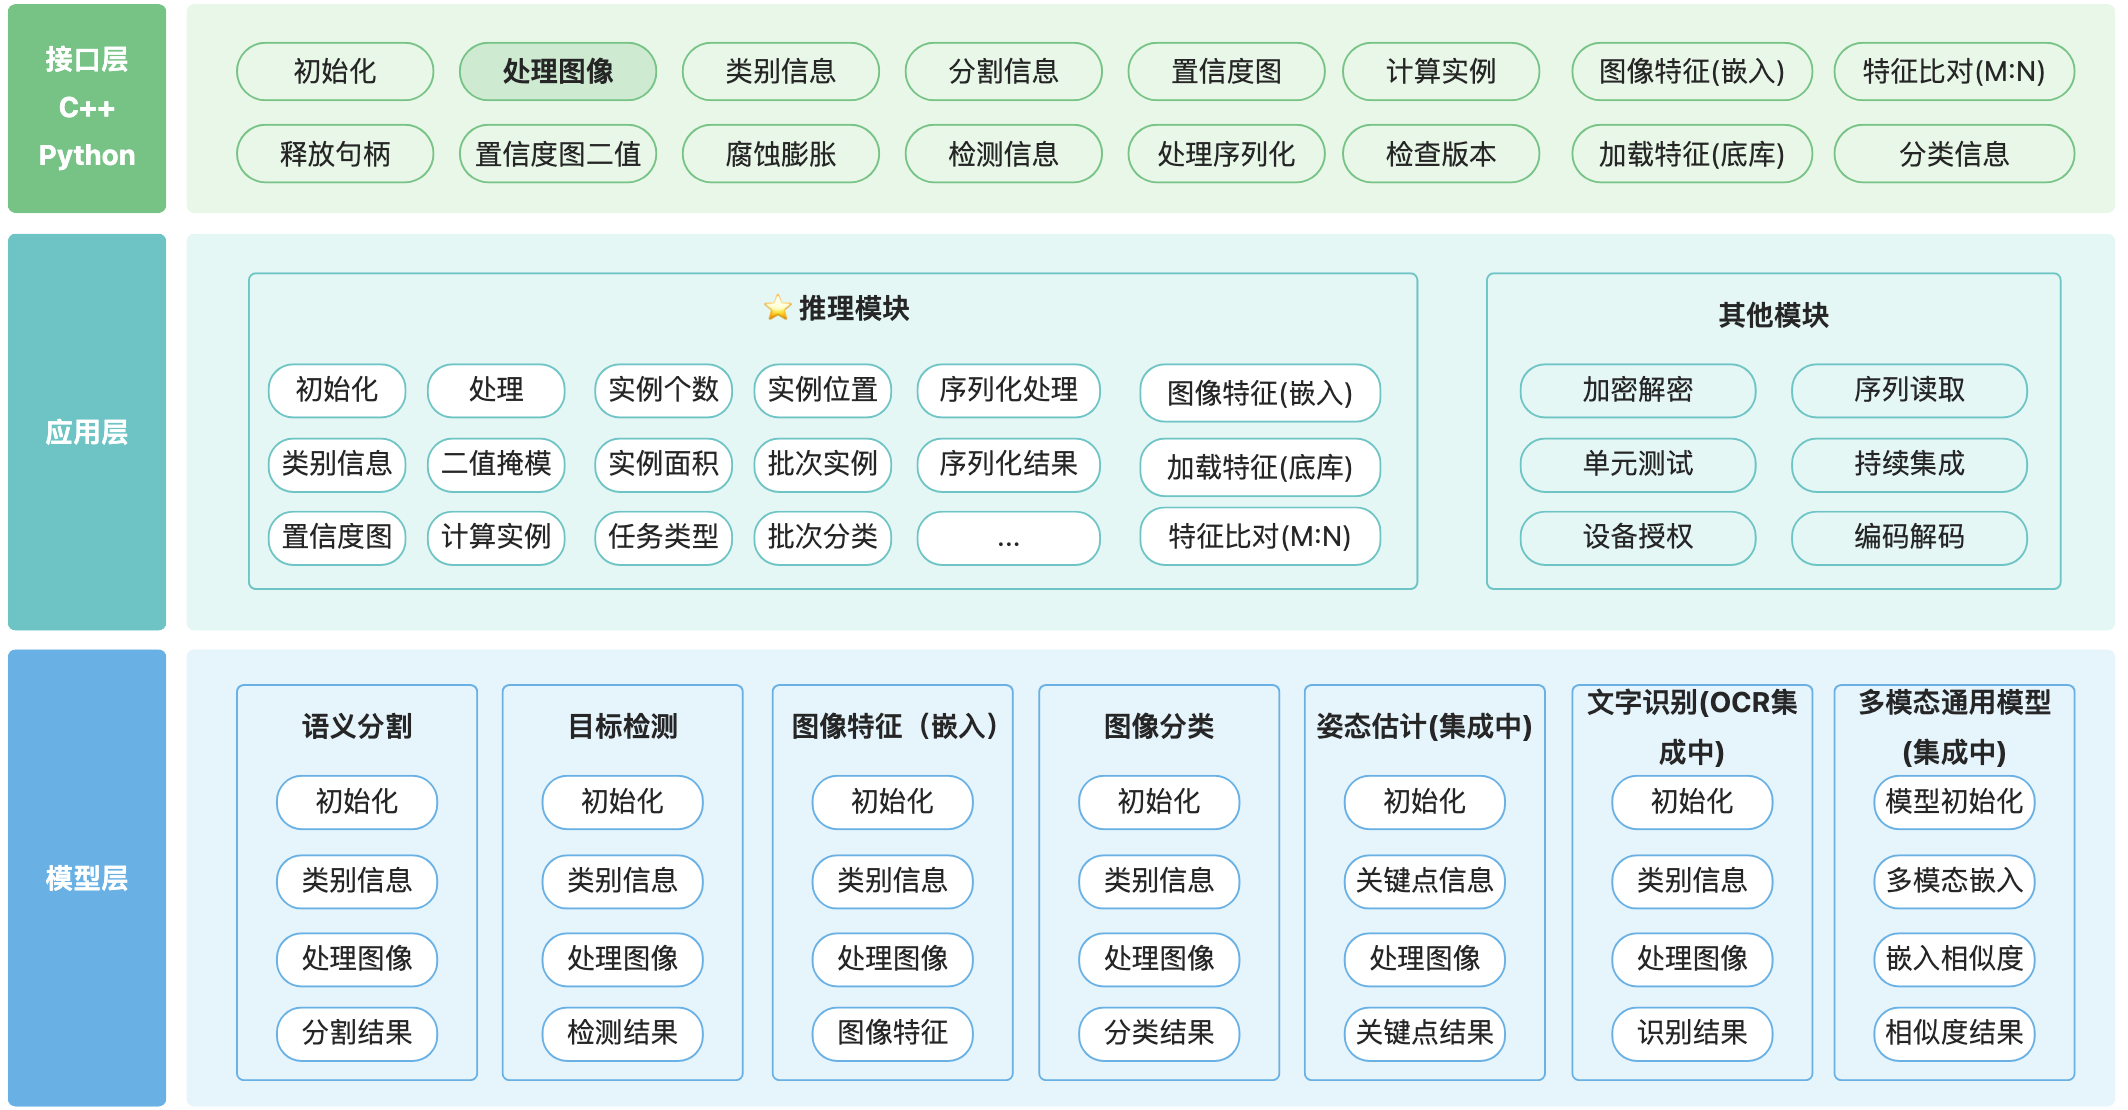 接口层
C++
Python
初始化
处理图像
类别信息
分割信息
置信度图
计算实例
图像特征(嵌入)
特征比对(M:N)
释放句柄
置信度图二值
腐蚀膨胀
检测信息
处理序列化
检查版本
加载特征(底库)
分类信息
应用层
推理模块
初始化
处理
实例个数
实例位置
序列化处理
图像特征(嵌入)
类别信息
二值掩模
实例面积
批次实例
序列化结果
加载特征(底库)
置信度图
计算实例
任务类型
批次分类
...
特征比对(M:N)
其他模块
加密解密
序列读取
单元测试
持续集成
设备授权
编码解码
模型层
语义分割
初始化
类别信息
处理图像
分割结果
目标检测
初始化
类别信息
处理图像
检测结果
图像特征（嵌入）
初始化
类别信息
处理图像
图像特征
图像分类
初始化
类别信息
处理图像
分类结果
姿态估计(集成中)
初始化
关键点信息
处理图像
关键点结果
文字识别(OCR集
成中)
初始化
类别信息
处理图像
识别结果
多模态通用模型
(集成中)
模型初始化
多模态嵌入
嵌入相似度
相似度结果